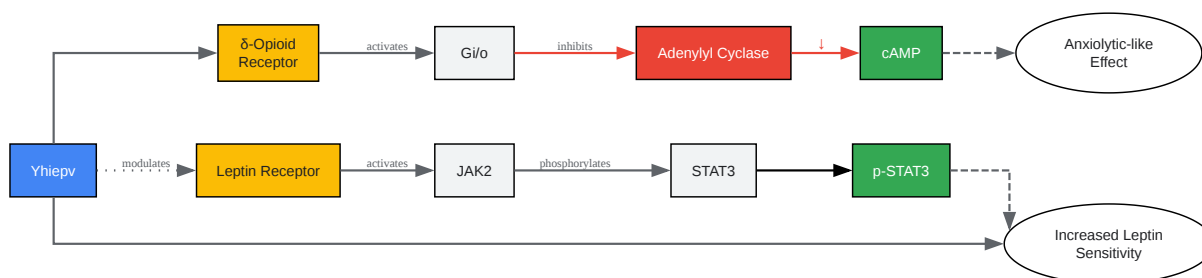 δ-Opioid
Receptor
activates
Gi/o
inhibits
Adenylyl Cyclase
↓
cAMP
Anxiolytic-like
Effect
Yhiepv
modulates
Leptin Receptor
activates
JAK2
phosphorylates
STAT3
p-STAT3
Increased Leptin
Sensitivity